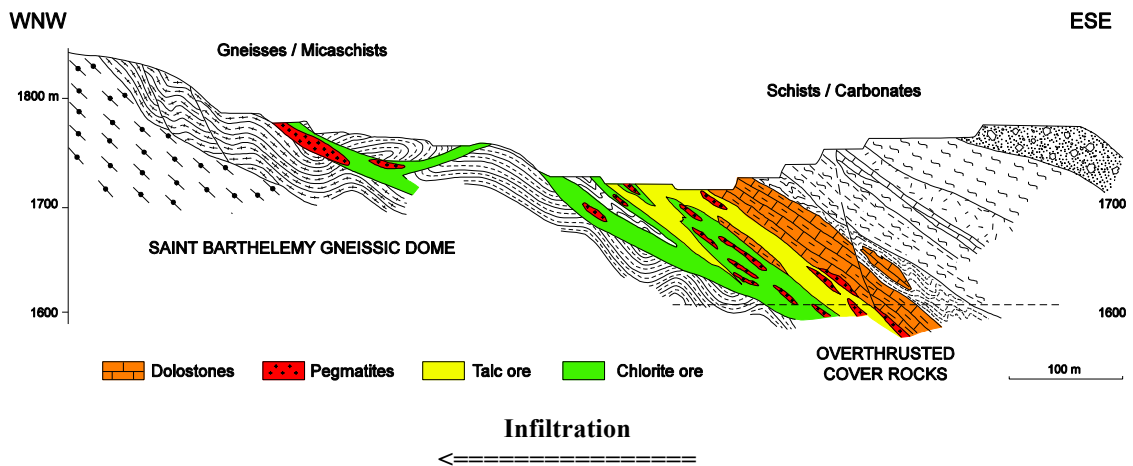 WNW
ESE
Gneisses / Micaschists
Schists / Carbonates
1800 m
1700
1700
SAINT BARTHELEMY GNEISSIC DOME
1600
1600
OVERTHRUSTED
COVER ROCKS
Dolostones
Pegmatites
Talc ore
Chlorite ore
100 m
Infiltration
<================